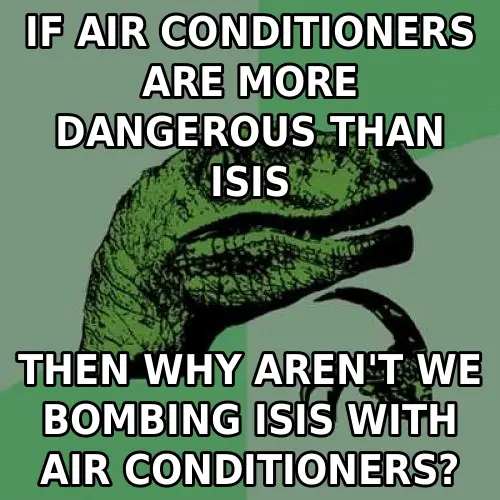 IF AIR CONDITIONERS
ARE MORE
DANGEROUS THAN
ISIS
THEN WHY AREN'T WE
BOMBING ISIS WITH
AIR CONDITIONERS?